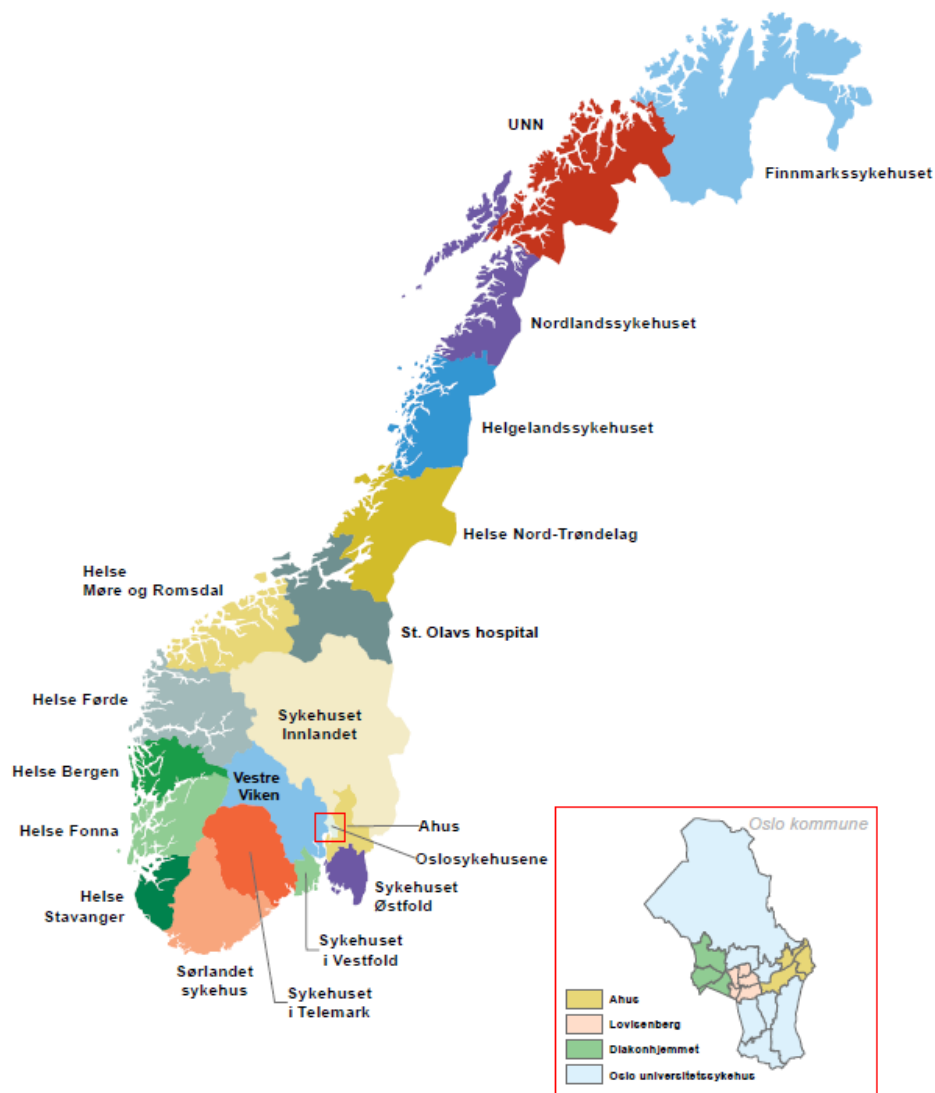 UNN
Finnmarkssykehuset
Nordlandssykehuset
Helgelandssykehuset
Helse Nord-Trøndelag
Helse
Møre og Romsdal
St. Olavs hospital
Helse Førde
Sykehuset
Innlandet
Helse Bergen
Vestre
Viken
Helse Fonna
Ahus
Oslosykehusene
Helse
Stavanger
Sykehuset
Østfold
Sykehuset
i Vestfold
Sørlandet
sykehus
Sykehuset
i Telemark
Oslo kommune
Ahus
Lovisenberg
Diakonhjemmet
Oslo universitetssykehus